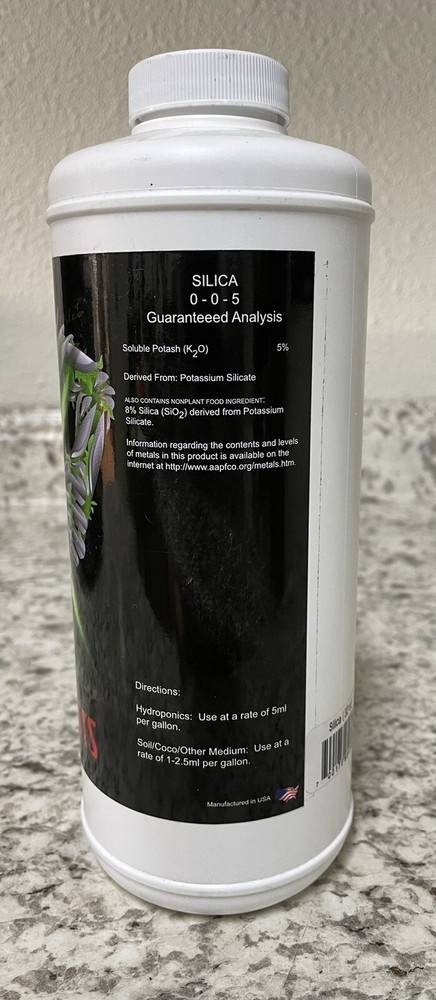 SILICA
0 - 0 - 5
Guaranteeed Analysis
Soluble Potash (K2O) 5%
Derived From: Potassium Silicate
ALSO CONTAINS NONPLANT FOOD INGREDIENT:
8% Silica (SiO2) derived from Potassium
Silicate.
Information regarding the contents and levels
of metals in this product is available on the
internet at http://www.aapfco.org/metals.htm.
Directions:
Hydroponics: Use at a rate of 5ml
per gallon.
Soil/Coco/Other Medium: Use at a
rate of 1-2.5ml per gallon.
Manufactured in USA
TS
Silica